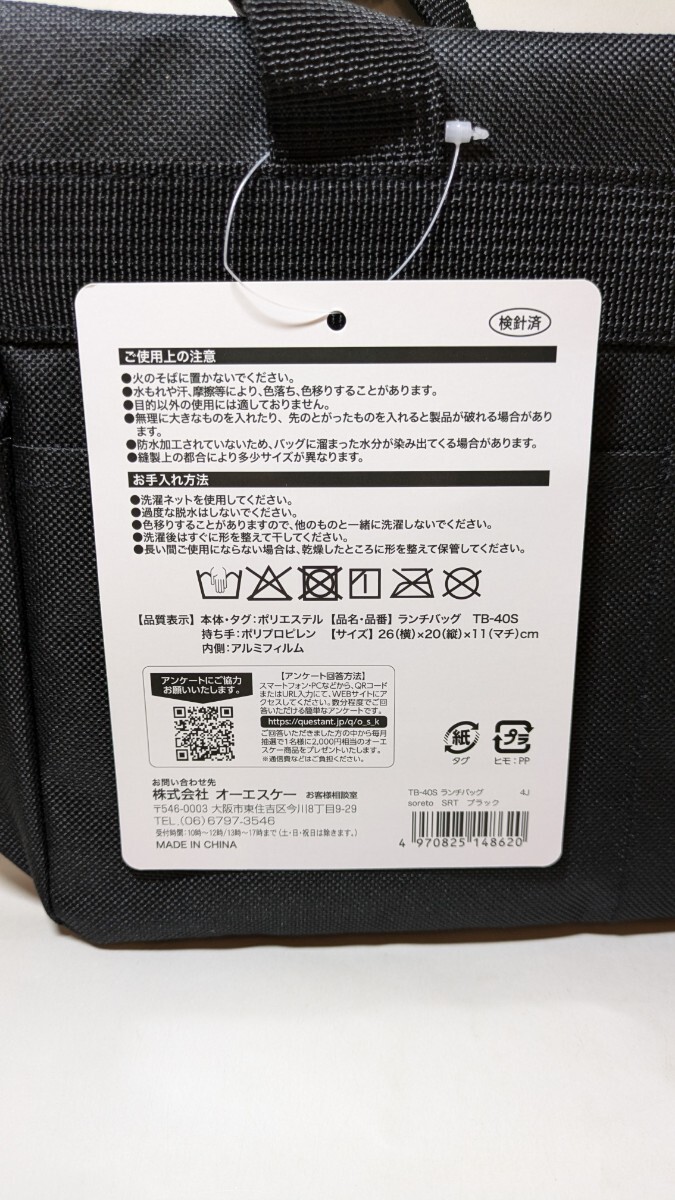 検針済
ご使用上の注意
●火のそばに置かないでください。
●水もれや汗、摩擦等により、色落ち、色移りすることがあります。
●目的以外の使用には適しておりません。
●無理に大きなものを入れたり、先のとがったものを入れると製品が破れる場合があり
ます。
●防水加工されていないため、バッグに溜まった水分が染み出てくる場合があります。
●縫製上の都合により多少サイズが異なります。
お手入れ方法
●洗濯ネットを使用してください。
●過度な脱水はしないでください。
●色移りすることがありますので、他のものと一緒に洗濯しないでください。
●洗濯後はすぐに形を整えて干してください。
●長い間ご使用にならない場合は、乾燥したところに形を整えて保管してください。
【品質表示】 本体・タグ:ポリエステル 【品名・品番】ランチバッグ TB-40S
持ち手:ポリプロピレン 【サイズ】26(横)×20(縦)×11(マチ)cm
内側:アルミフィルム
アンケートにご協力
お願いいたします。
【アンケート回答方法】
スマートフォン・PCなどから、QRコード
またはURL入力にて、WEBサイトにア
クセスしてください。数分程度でご回
答いただける簡単なアンケートです。
https://questant.jp/q/o_s_k
ご回答いただきました方の中から毎月
抽選で1名様に2,000円相当のオーエ
スケー商品をプレゼントいたします。
※通信費などはご負担ください。
紙
タグ
プラ
ヒモ:PP
お問い合わせ先
株式会社 オーエスケー お客様相談室
〒546-0003 大阪市東住吉区今川8丁目9-29
TEL.(06)6797-3546
受付時間:10時～12時/13時～17時まで(土・日・祝日は除きます。)
MADE IN CHINA
TB-40S ランチバッグ 4J
soreto SRT ブラック
4 970825 148620